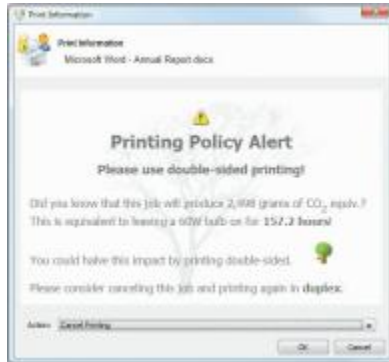 Print Information
Print Information
Microsoft Word - Annual Report.docx
Printing Policy Alert
Please use double-sided printing!
Did you know that this job will produce 2,498 grams of CO2 equiv.?
This is equivalent to leaving a 60W bulb on for 157.2 hours!
You could halve this impact by printing double-sided.
Please consider canceling this job and printing again in duplex.
Action: Cancel Printing
OK Cancel